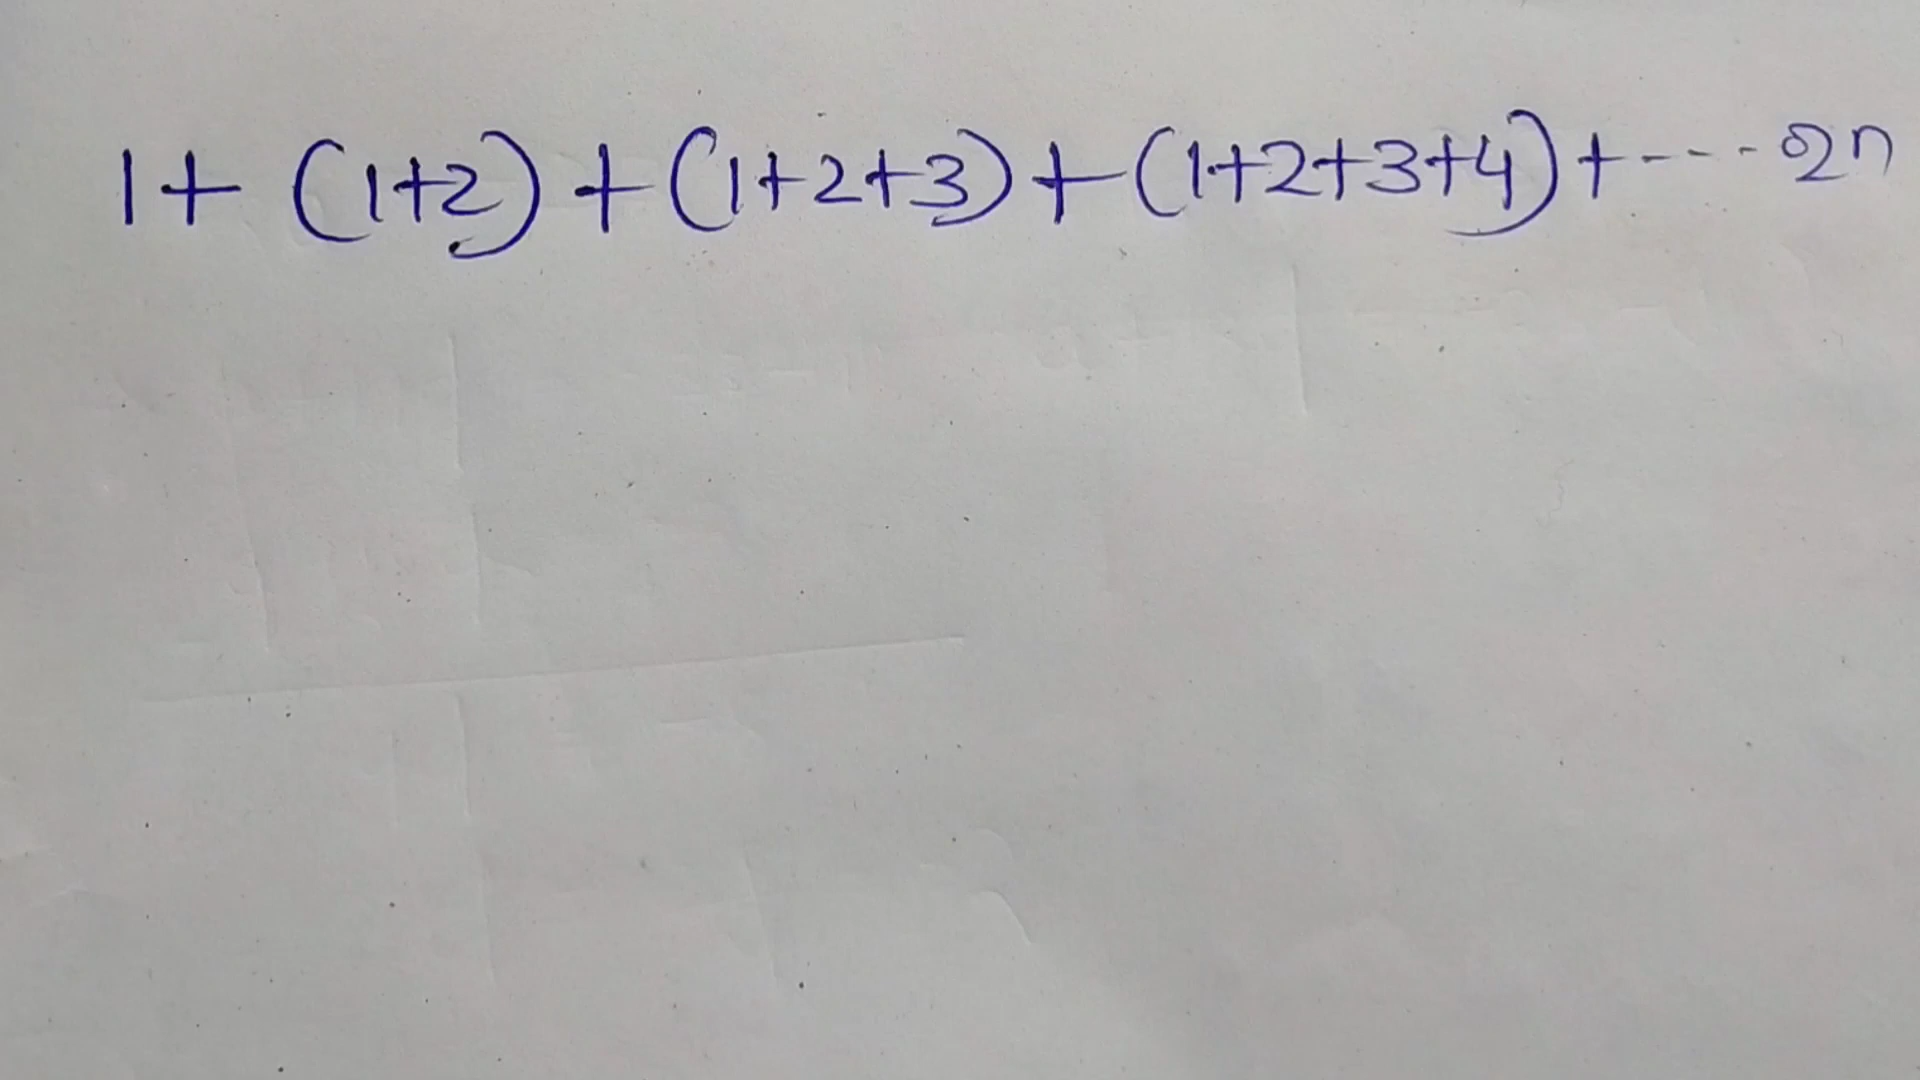 1+ (1+2) + (1+2+3) + (1+2+3+4) + ---- 2n